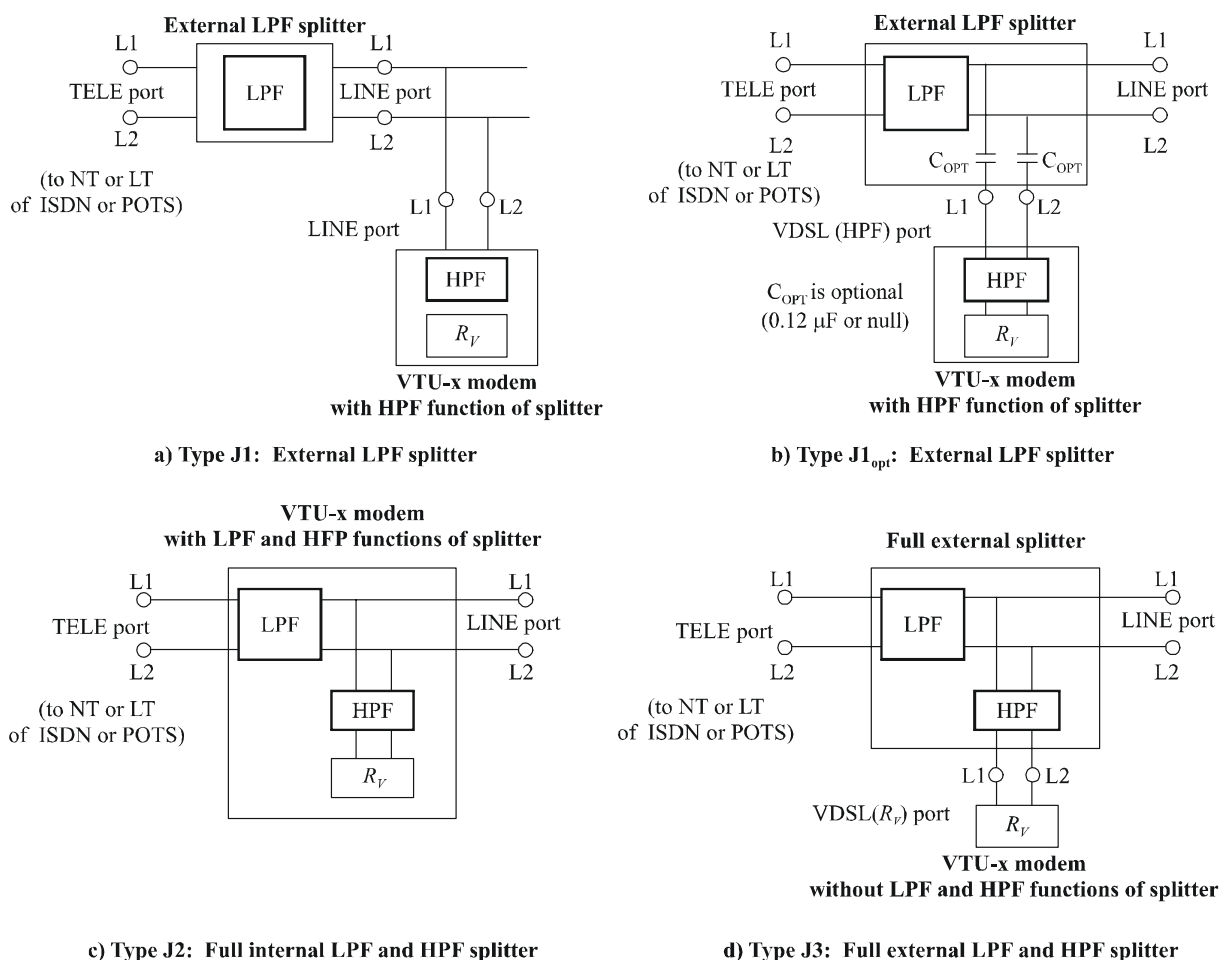 External LPF splitter
L1
L1
TELE port
LPF
LINE port
L2
L2
(to NT or LT
of ISDN or POTS)
L1
L2
LINE port
HPF
R_V
VTU-x modem
with HPF function of splitter
a) Type J1: External LPF splitter
External LPF splitter
L1
L1
TELE port
LPF
LINE port
L2
L2
C_OPT
C_OPT
(to NT or LT
of ISDN or POTS)
L1
L2
VDSL (HPF) port
HPF
C_OPT is optional
(0.12 µF or null)
R_V
VTU-x modem
with HPF function of splitter
b) Type J1_opt: External LPF splitter
VTU-x modem
with LPF and HFP functions of splitter
L1
L1
TELE port
LPF
LINE port
L2
L2
(to NT or LT
of ISDN or POTS)
HPF
R_V
c) Type J2: Full internal LPF and HPF splitter
Full external splitter
L1
L1
TELE port
LPF
LINE port
L2
L2
(to NT or LT
of ISDN or POTS)
HPF
L1
L2
VDSL(R_V) port
R_V
VTU-x modem
without LPF and HPF functions of splitter
d) Type J3: Full external LPF and HPF splitter